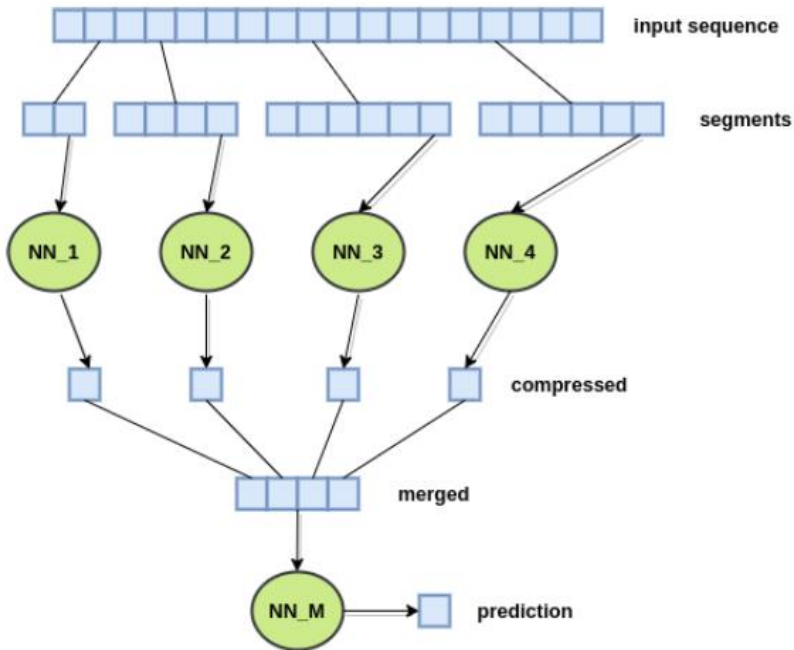 input sequence
segments
NN_1
NN_2
NN_3
NN_4
compressed
merged
NN_M
prediction